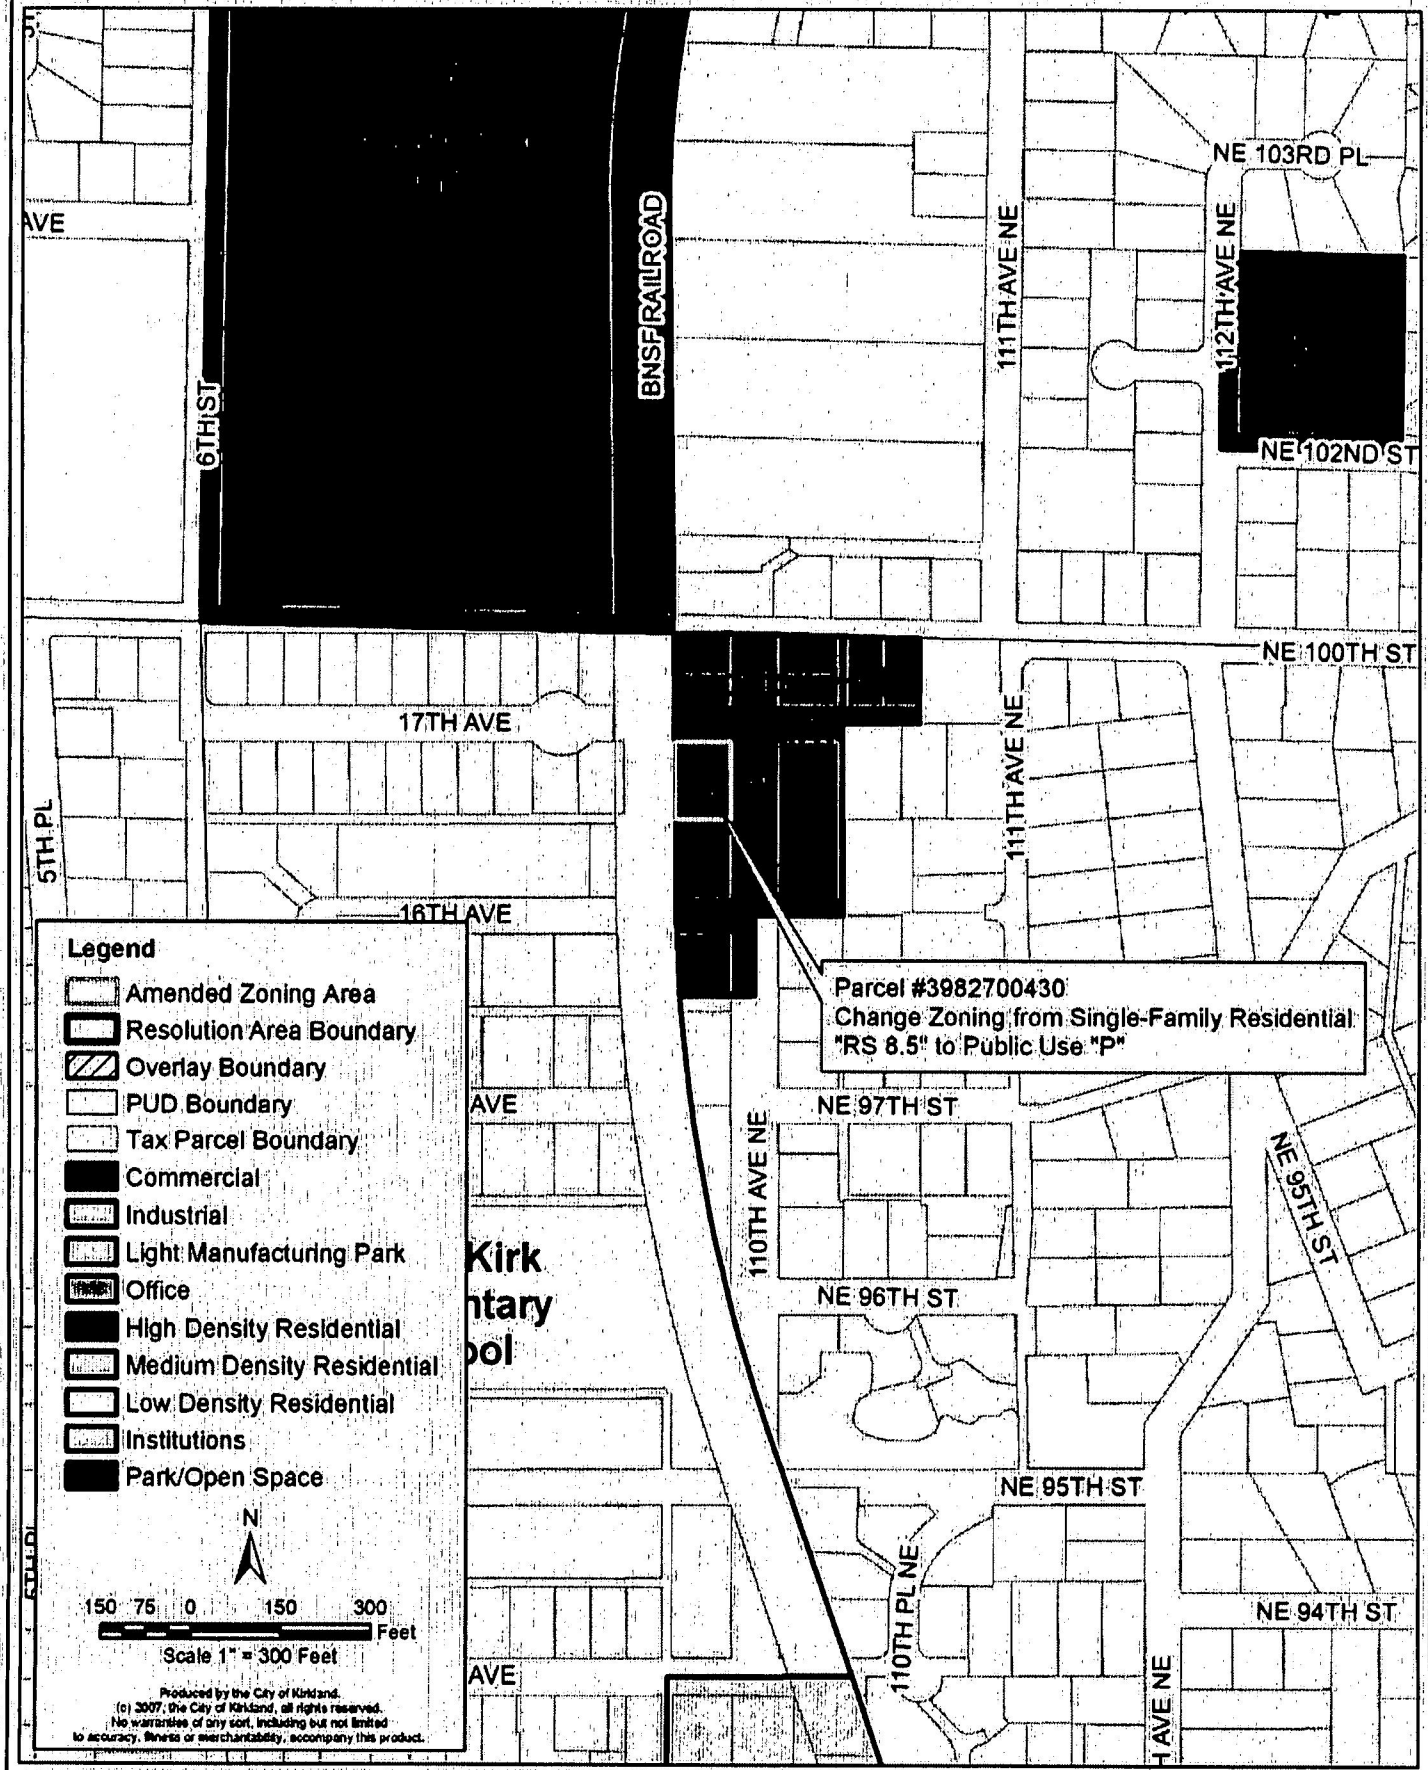 NE 103RD PL
AVE
BNSF RAILROAD
111TH AVE NE
112TH AVE NE
6TH ST
NE 102ND ST
NE 100TH ST
17TH AVE
111TH AVE NE
5TH PL
16TH AVE
Parcel #3982700430
Change Zoning from Single-Family Residential
"RS 8.5" to Public Use "P"
Legend
Amended Zoning Area
Resolution Area Boundary
Overlay Boundary
PUD Boundary
Tax Parcel Boundary
Commercial
Industrial
Light Manufacturing Park
Office
High Density Residential
Medium Density Residential
Low Density Residential
Institutions
Park/Open Space
N
150 75 0 150 300
Feet
Scale 1" = 300 Feet
Produced by the City of Kirkland.
(c) 2007, the City of Kirkland, all rights reserved.
No warranties of any sort, including but not limited
to accuracy, fitness or merchantability, accompany this product.
AVE
NE 97TH ST
110TH AVE NE
NE 95TH ST
Kirk
ntary
ool
NE 96TH ST
NE 95TH ST
110TH PL NE
NE 94TH ST
AVE
H AVE NE